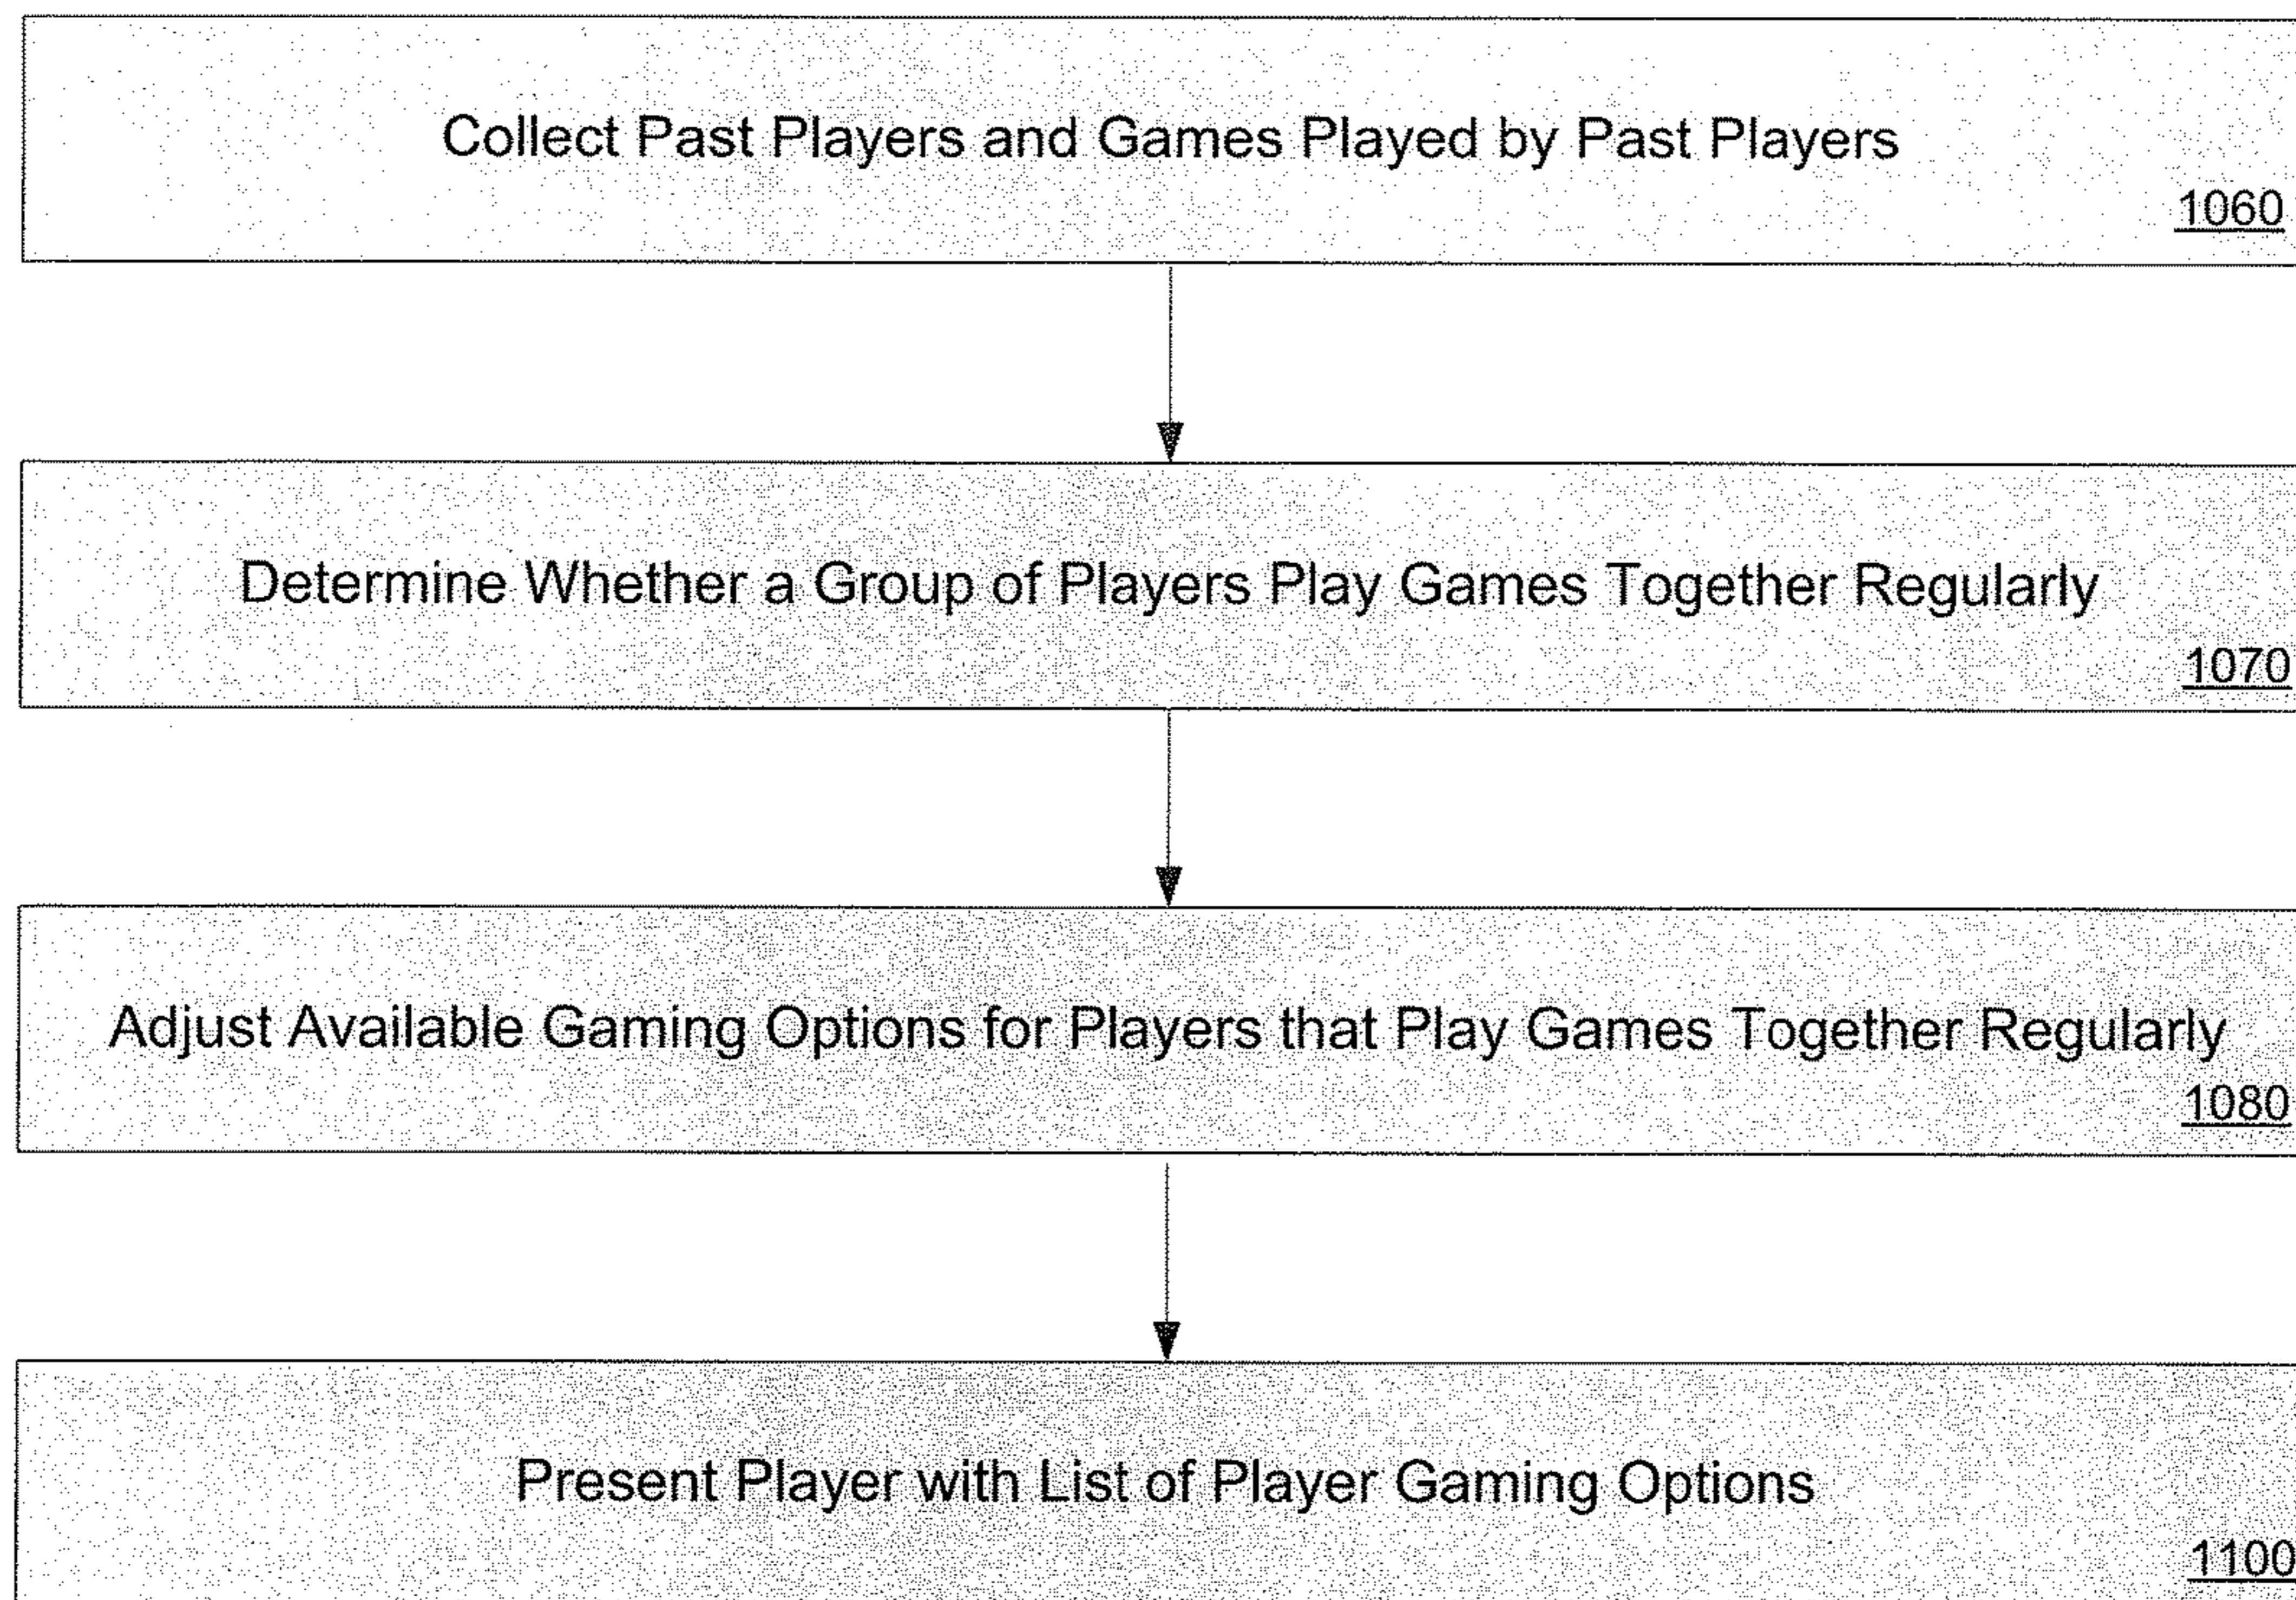 Collect Past Players and Games Played by Past Players
1060
Determine Whether a Group of Players Play Games Together Regularly
1070
Adjust Available Gaming Options for Players that Play Games Together Regularly
1080
Present Player with List of Player Gaming Options
1100